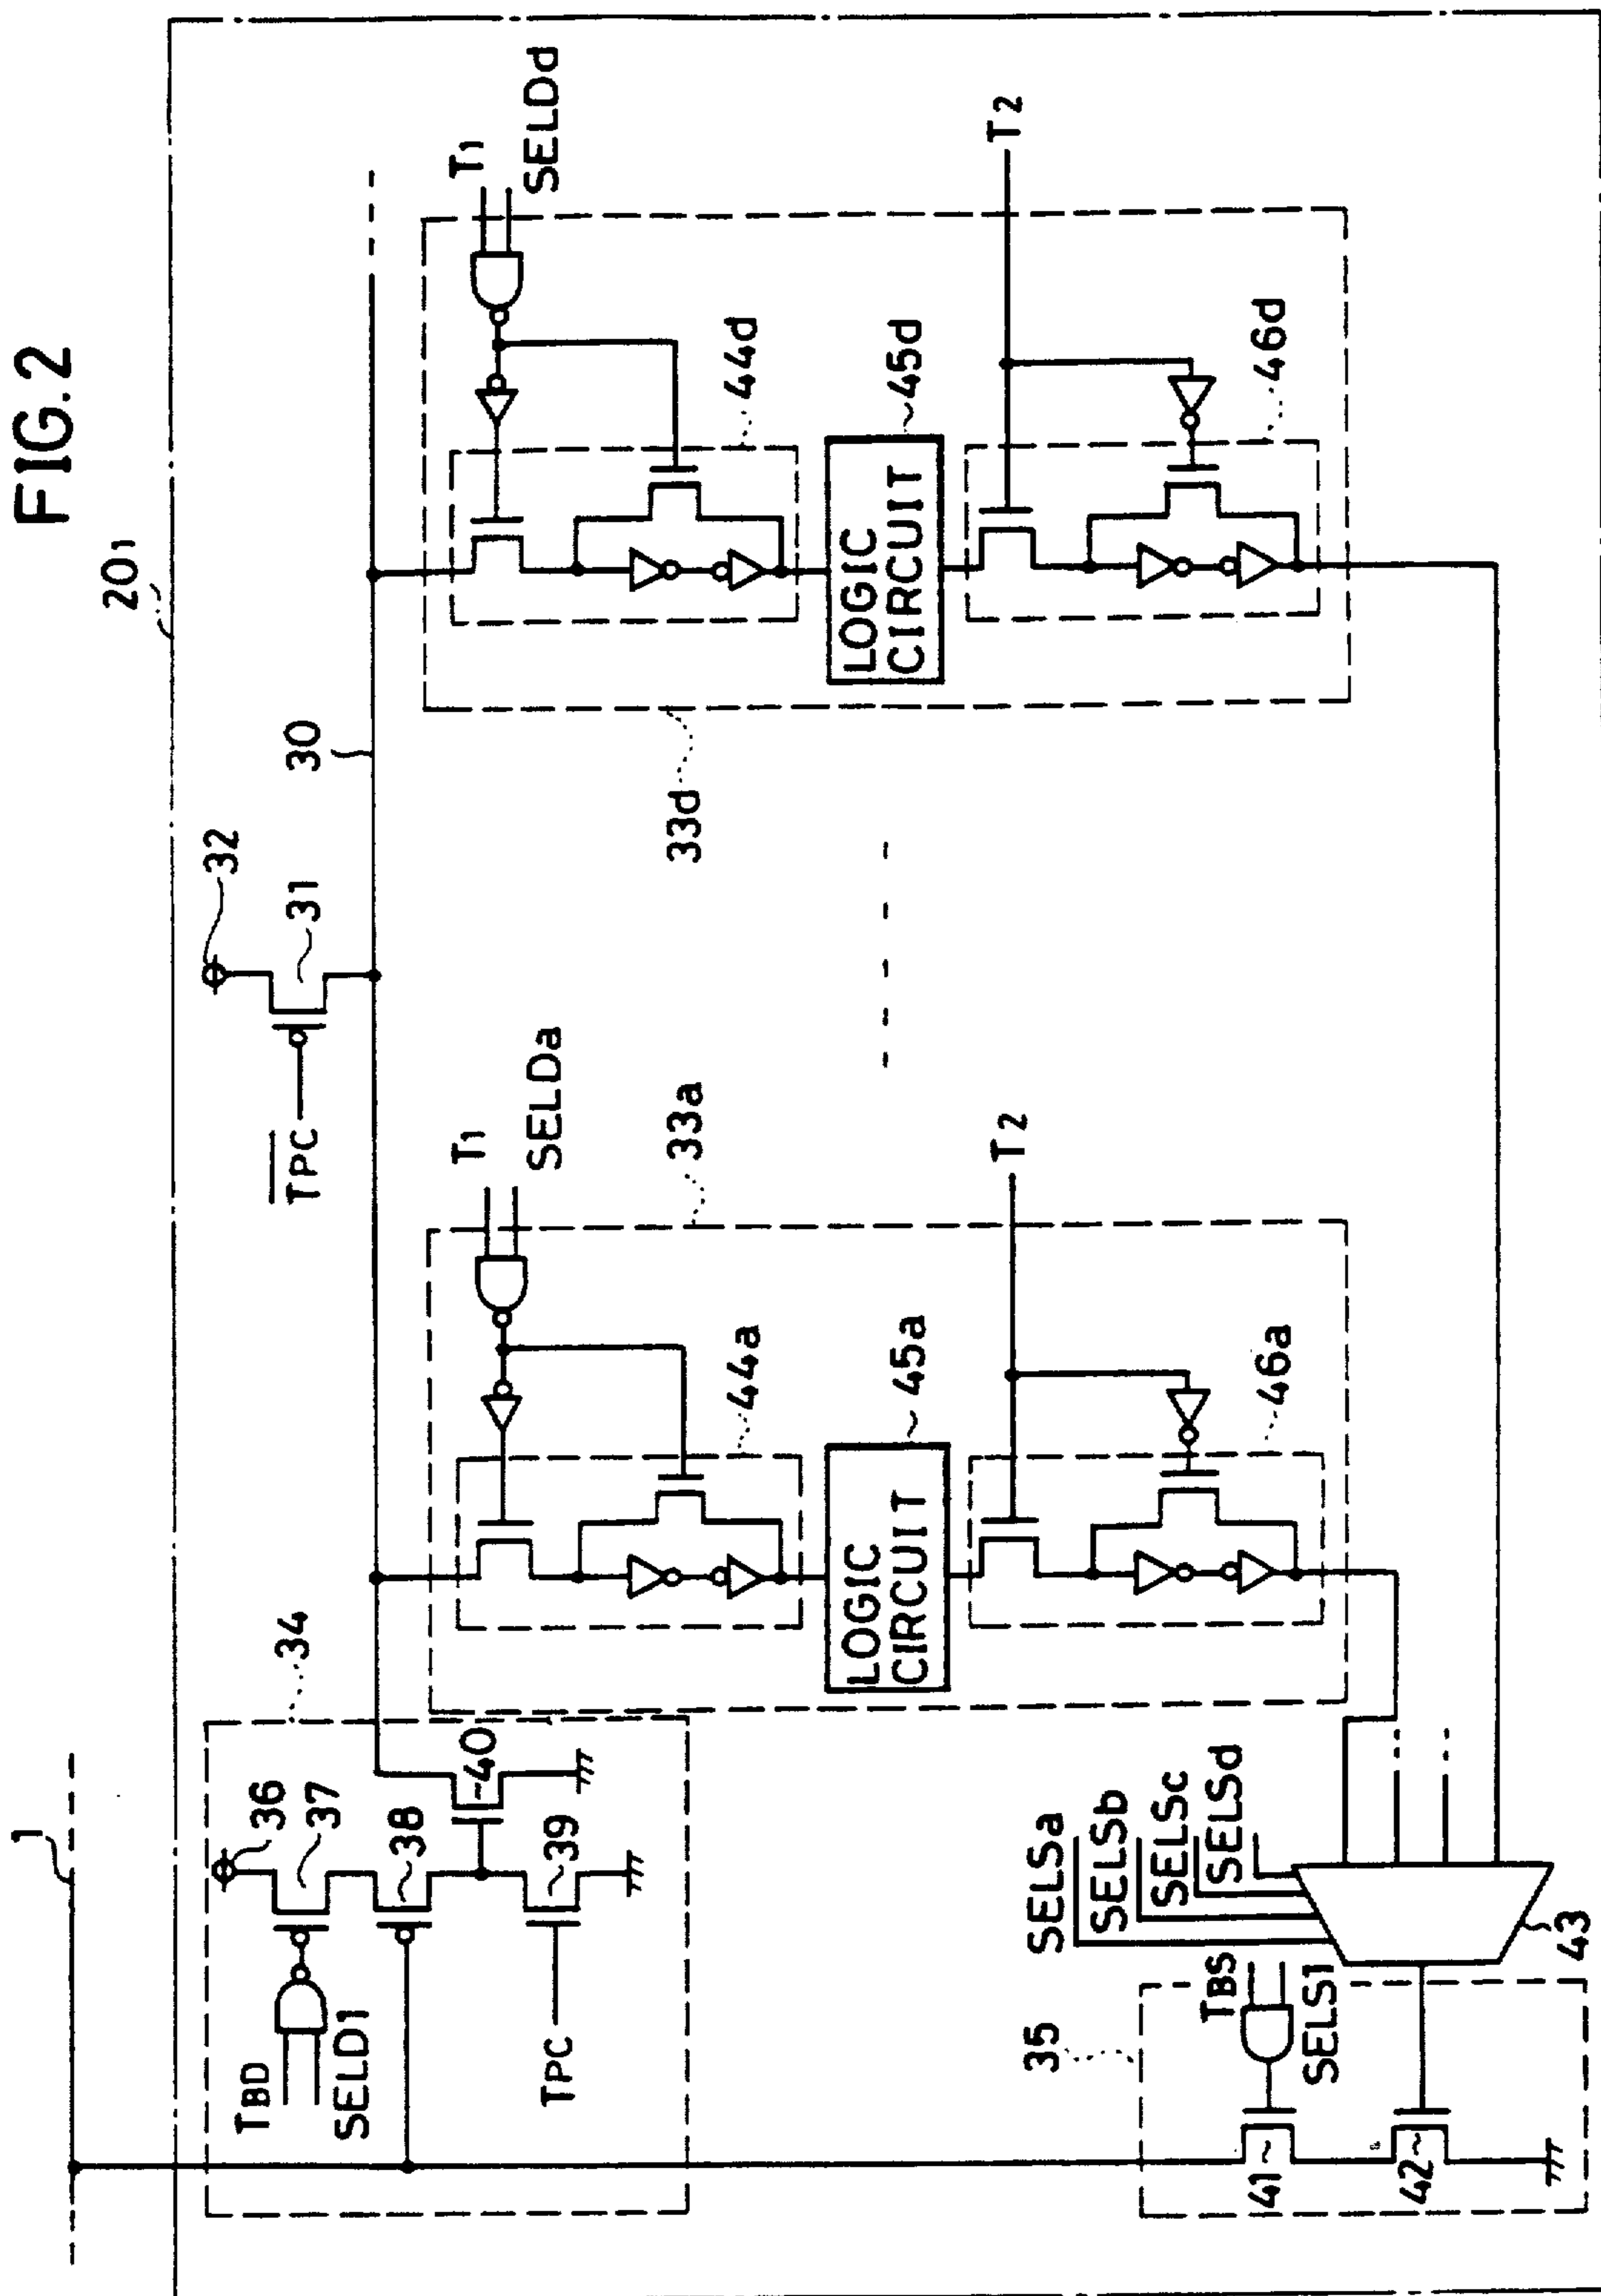 FIG.2
201
1
34
36
37
38
39
40
TBD
SELD1
TPC
TPC
32
31
30
T1
SELDa
33a
44a
LOGIC
CIRCUIT
45a
T2
46a
T1
SELDd
33d
44d
LOGIC
CIRCUIT
45d
T2
46d
35
TBS
SELS1
41
42
SELSa
SELSb
SELSc
SELSd
43